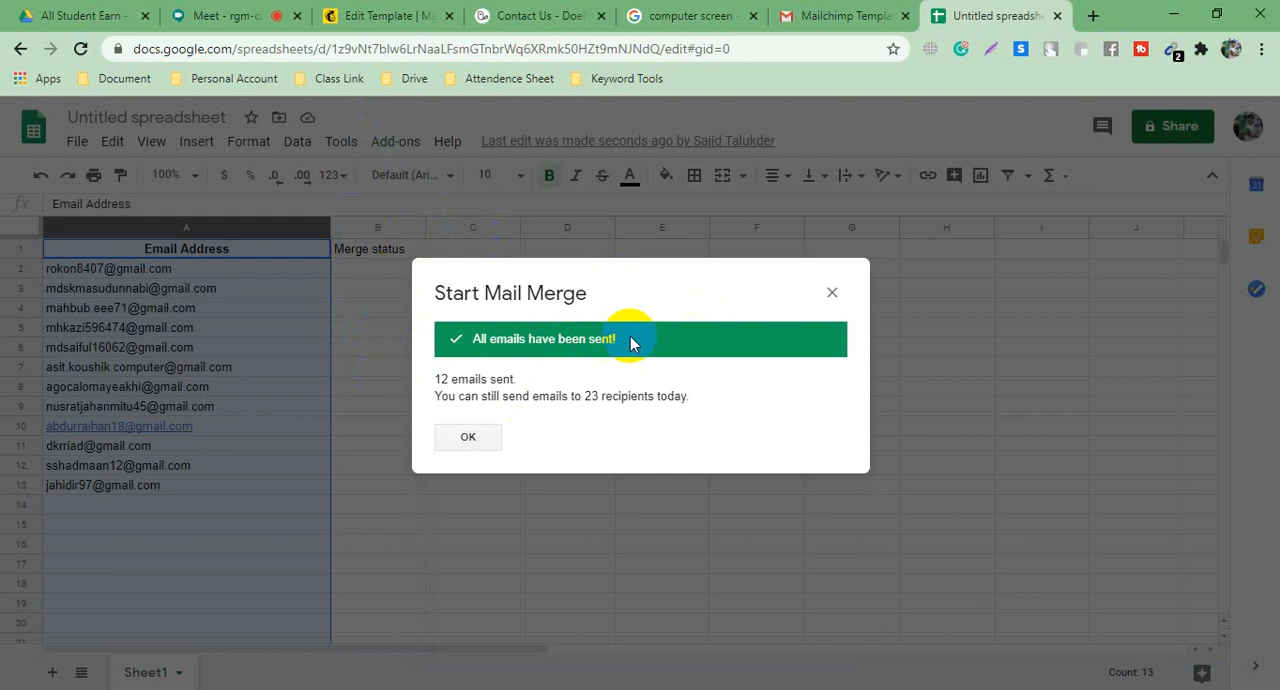 All Student Earn -
Meet - rgm-c
Edit Template | Ma
Contact Us - Doel
computer screen -
Mailchimp Templa
Untitled spreadsh
docs.google.com/spreadsheets/d/1z9vNt7blw6LrNaaLFsmGTnbrWq6XRmk50HZt9mNJNdQ/edit#gid=0
Apps
Document
Personal Account
Class Link
Drive
Attendence Sheet
Keyword Tools
Untitled spreadsheet
File Edit View Insert Format Data Tools Add-ons Help Last edit was made seconds ago by Sajid Talukder
Share
100% $ % .0 .00 123 Default (Ari... 10 B I S A
fx Email Address
A B C D E F G H I J
1 Email Address Merge status
2 rokon8407@gmail.com
3 mdskmasudunnabi@gmail.com
4 mahbub.eee71@gmail.com
5 mhkazi596474@gmail.com
6 mdsaiful16062@gmail.com
7 asit.koushik.computer@gmail.com
8 agocalomayeakhi@gmail.com
9 nusratjahanmitu45@gmail.com
10 abdurraihan18@gmail.com
11 dkrriad@gmail.com
12 sshadmaan12@gmail.com
13 jahidir97@gmail.com
14
15
16
17
18
19
20
Start Mail Merge
All emails have been sent!
12 emails sent.
You can still send emails to 23 recipients today.
OK
Sheet1
Count: 13